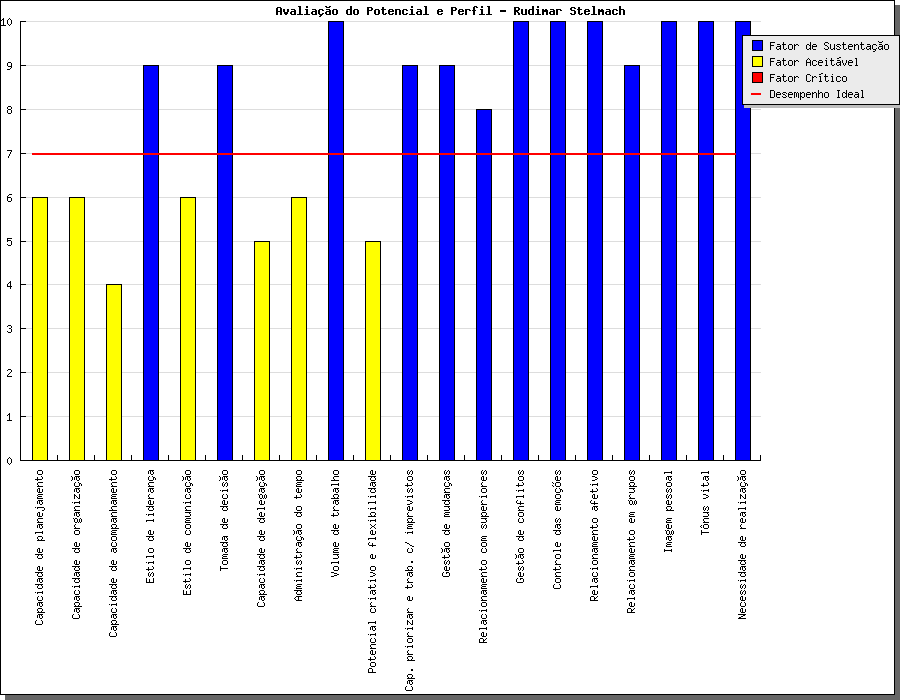 Avaliação do Potencial e Perfil - Rudimar Stelmach
10
9
8
7
6
5
4
3
2
1
0
Fator de Sustentação
Fator Aceitável
Fator Crítico
Desempenho Ideal
Capacidade de planejamento
Capacidade de organização
Capacidade de acompanhamento
Estilo de liderança
Estilo de comunicação
Tomada de decisão
Capacidade de delegação
Administração do tempo
Volume de trabalho
Potencial criativo e flexibilidade
Cap. priorizar e trab. c/ imprevistos
Gestão de mudanças
Relacionamento com superiores
Gestão de conflitos
Controle das emoções
Relacionamento afetivo
Relacionamento em grupos
Imagem pessoal
Tônus vital
Necessidade de realização